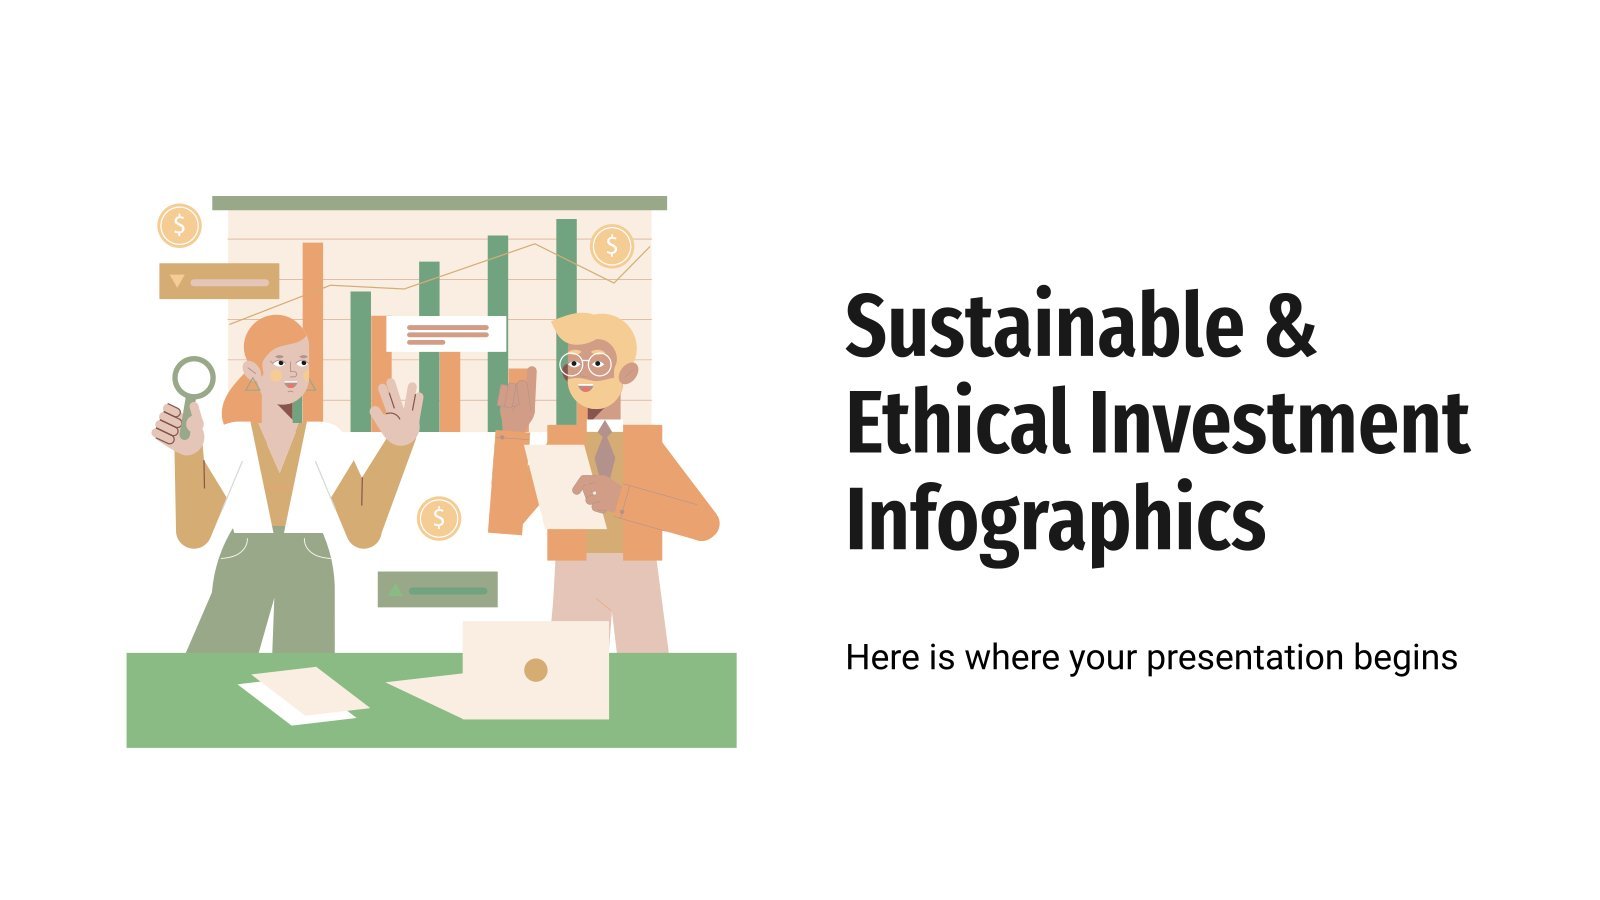 $
$
$
Sustainable &
Ethical Investment
Infographics
Here is where your presentation begins